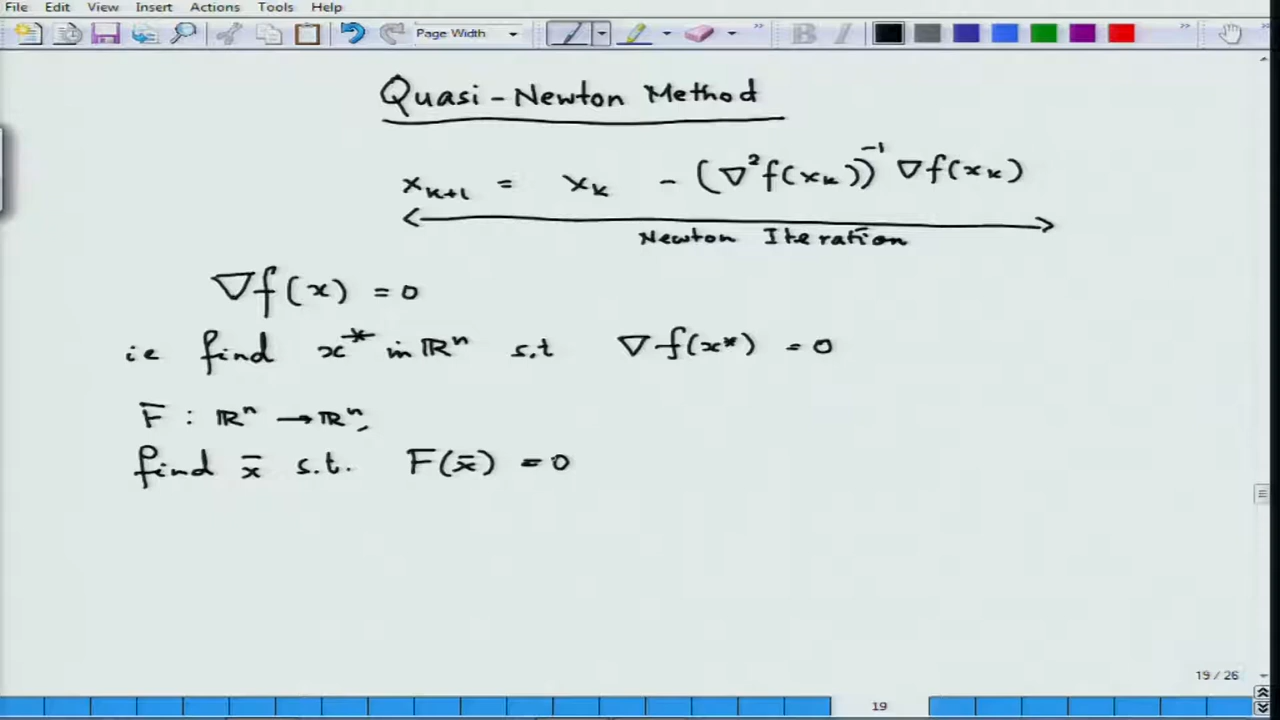 File Edit View Insert Actions Tools Help
Page Width
Quasi-Newton Method
x_{k+1} = x_k - (∇²f(x_k))⁻¹ ∇f(x_k)
Newton Iteration
∇f(x) = 0
ie find x* in ℝⁿ s.t ∇f(x*) = 0
F : ℝⁿ → ℝⁿ,
find x̄ s.t. F(x̄) = 0
19 / 26
19